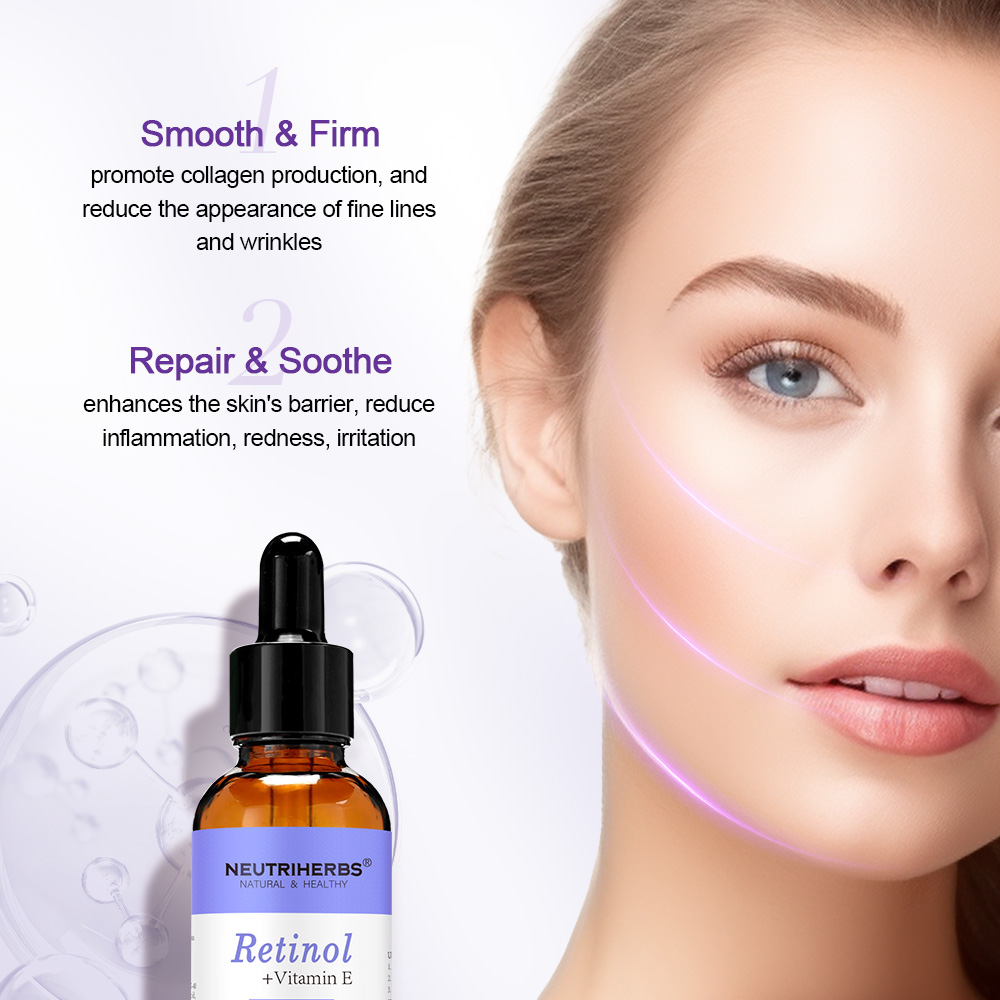 1
Smooth & Firm
promote collagen production, and
reduce the appearance of fine lines
and wrinkles
2
Repair & Soothe
enhances the skin's barrier, reduce
inflammation, redness, irritation
NEUTRIHERBS®
NATURAL & HEALTHY
Retinol
+Vitamin E